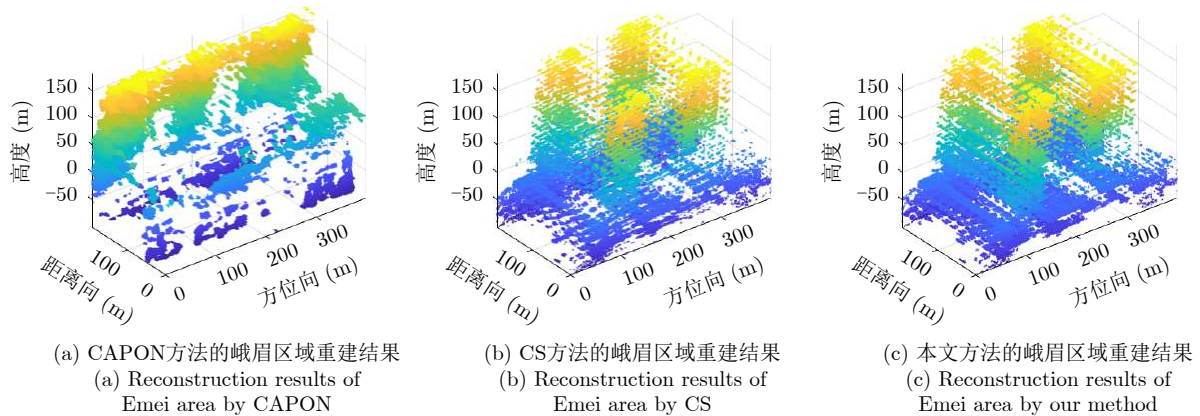 150
100
50
0
−50
高度 (m)
100
0
距离向 (m)
0
100
200
300
方位向 (m)
(a) CAPON方法的峨眉区域重建结果
(a) Reconstruction results of
Emei area by CAPON
150
100
50
0
−50
高度 (m)
100
0
距离向 (m)
0
100
200
300
方位向 (m)
(b) CS方法的峨眉区域重建结果
(b) Reconstruction results of
Emei area by CS
150
100
50
0
−50
高度 (m)
100
0
距离向 (m)
0
100
200
300
方位向 (m)
(c) 本文方法的峨眉区域重建结果
(c) Reconstruction results of
Emei area by our method